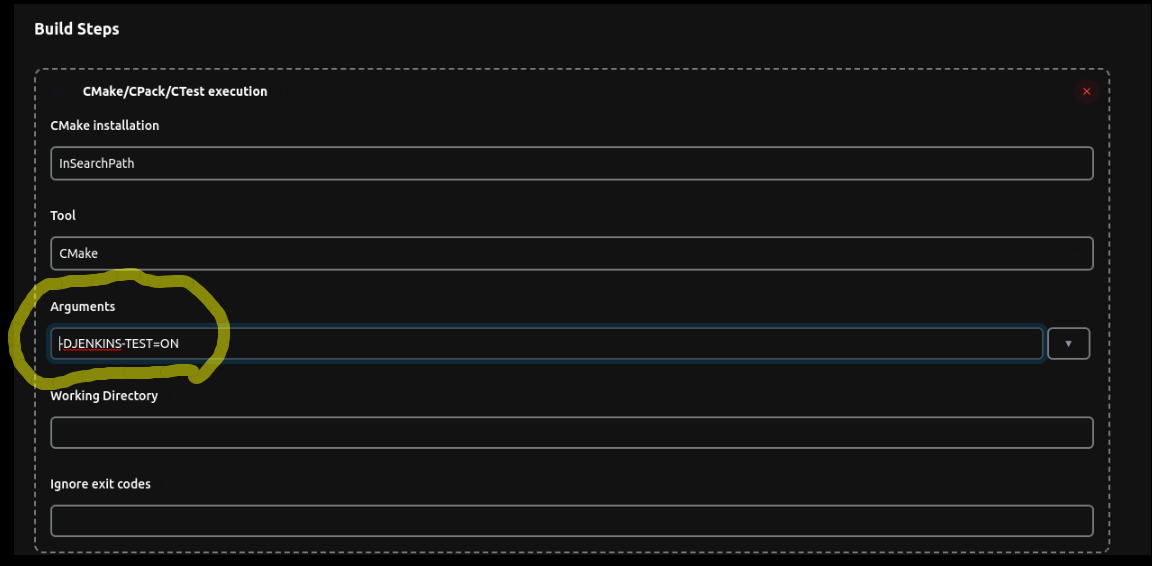 Build Steps
CMake/CPack/CTest execution
CMake installation
InSearchPath
Tool
CMake
Arguments
-DJENKINS-TEST=ON
Working Directory
Ignore exit codes